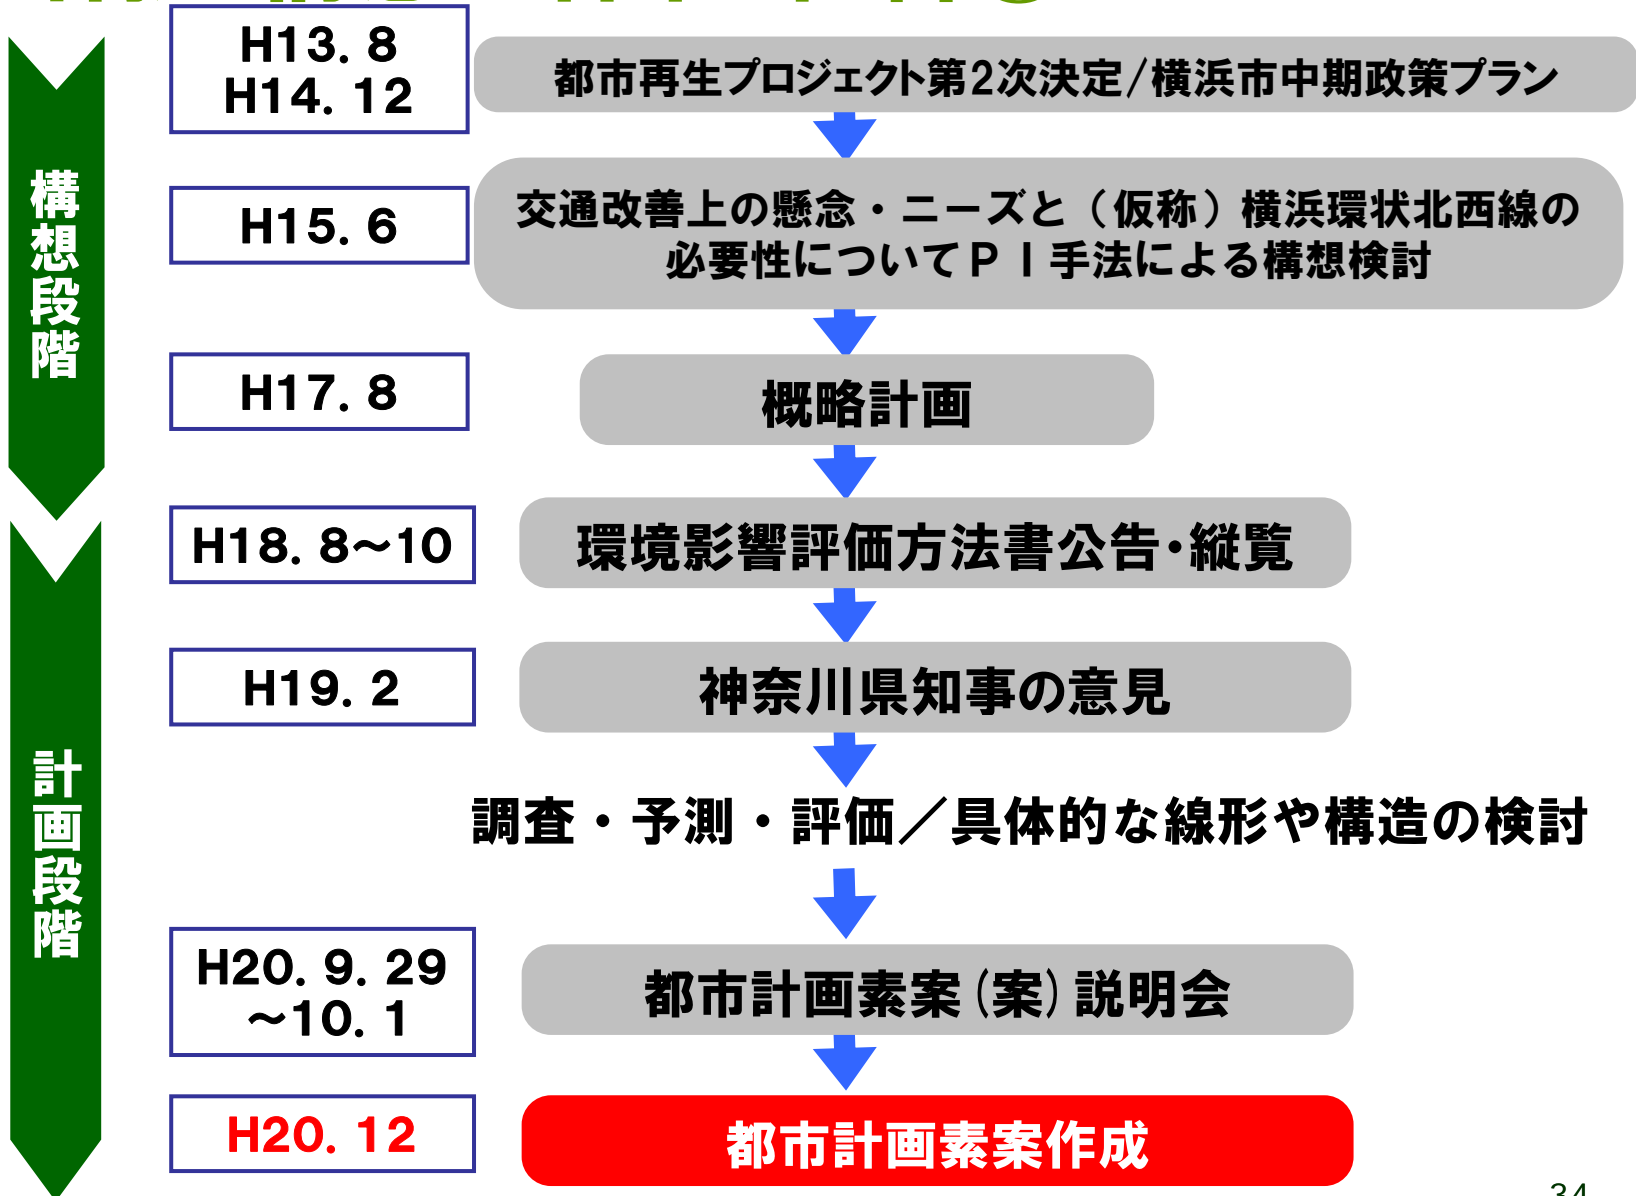 H13. 8
H14. 12
都市再生プロジェクト第2次決定/横浜市中期政策プラン
構想段階
H15. 6
交通改善上の懸念・ニーズと（仮称）横浜環状北西線の
必要性についてＰＩ手法による構想検討
H17. 8
概略計画
H18. 8～10
環境影響評価方法書公告・縦覧
H19. 2
神奈川県知事の意見
計画段階
調査・予測・評価／具体的な線形や構造の検討
H20. 9. 29
～10. 1
都市計画素案(案)説明会
H20. 12
都市計画素案作成
34